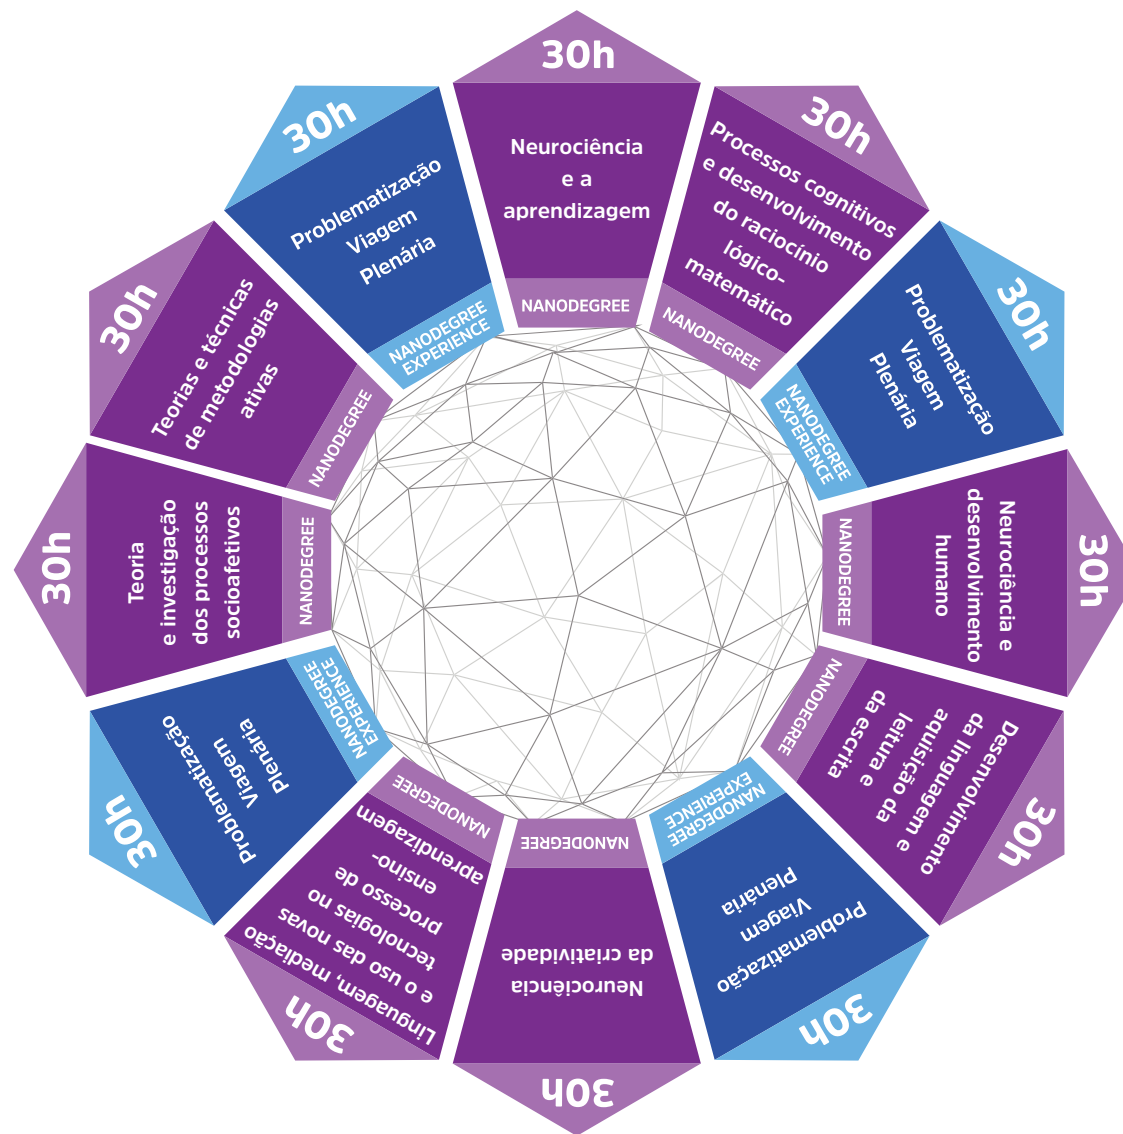 30h
Neurociência
e a
aprendizagem
NANODEGREE
30h
Processos cognitivos
e desenvolvimento
do raciocínio
lógico-
matemático
NANODEGREE
30h
Problematização
Viagem
Plenária
NANODEGREE
EXPERIENCE
30h
Neurociência e
desenvolvimento
humano
NANODEGREE
30h
Desenvolvimento
da linguagem e
aquisição da
leitura e
da escrita
NANODEGREE
30h
Problematização
Viagem
Plenária
NANODEGREE
EXPERIENCE
30h
Neurociência
da criatividade
NANODEGREE
30h
Linguagem, mediação
e o uso das novas
tecnologias no
processo de
ensino-
aprendizagem
NANODEGREE
30h
Problematização
Viagem
Plenária
NANODEGREE
EXPERIENCE
30h
Teoria
e investigação
dos processos
socioafetivos
NANODEGREE
30h
Teorias e técnicas
de metodologias
ativas
NANODEGREE
30h
Problematização
Viagem
Plenária
NANODEGREE
EXPERIENCE